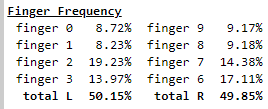 Finger Frequency
finger 0 8.72% finger 9 9.17%
finger 1 8.23% finger 8 9.18%
finger 2 19.23% finger 7 14.38%
finger 3 13.97% finger 6 17.11%
total L 50.15% total R 49.85%